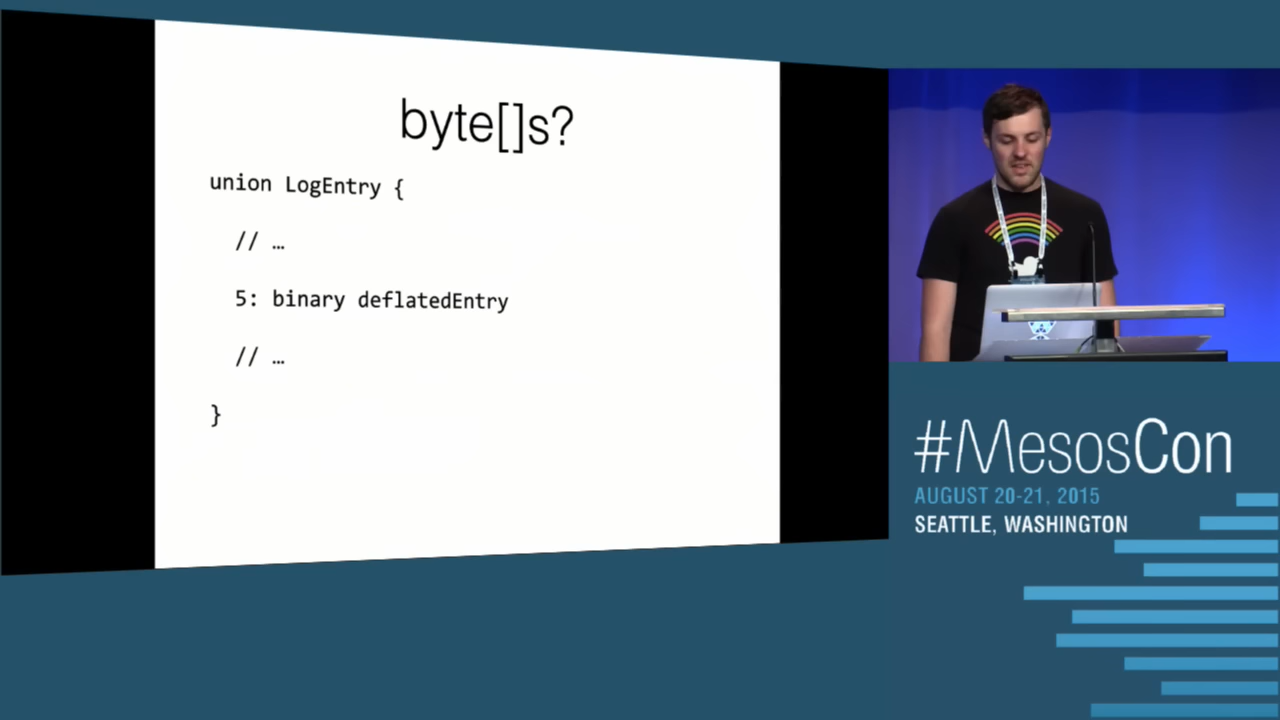 byte[]s?
union LogEntry {
// …
5: binary deflatedEntry
// …
}
#MesosCon
AUGUST 20-21, 2015
SEATTLE, WASHINGTON